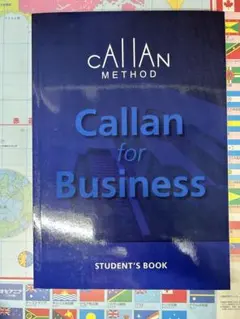 CAllAN
METHOD
Callan
for
Business
STUDENT'S BOOK